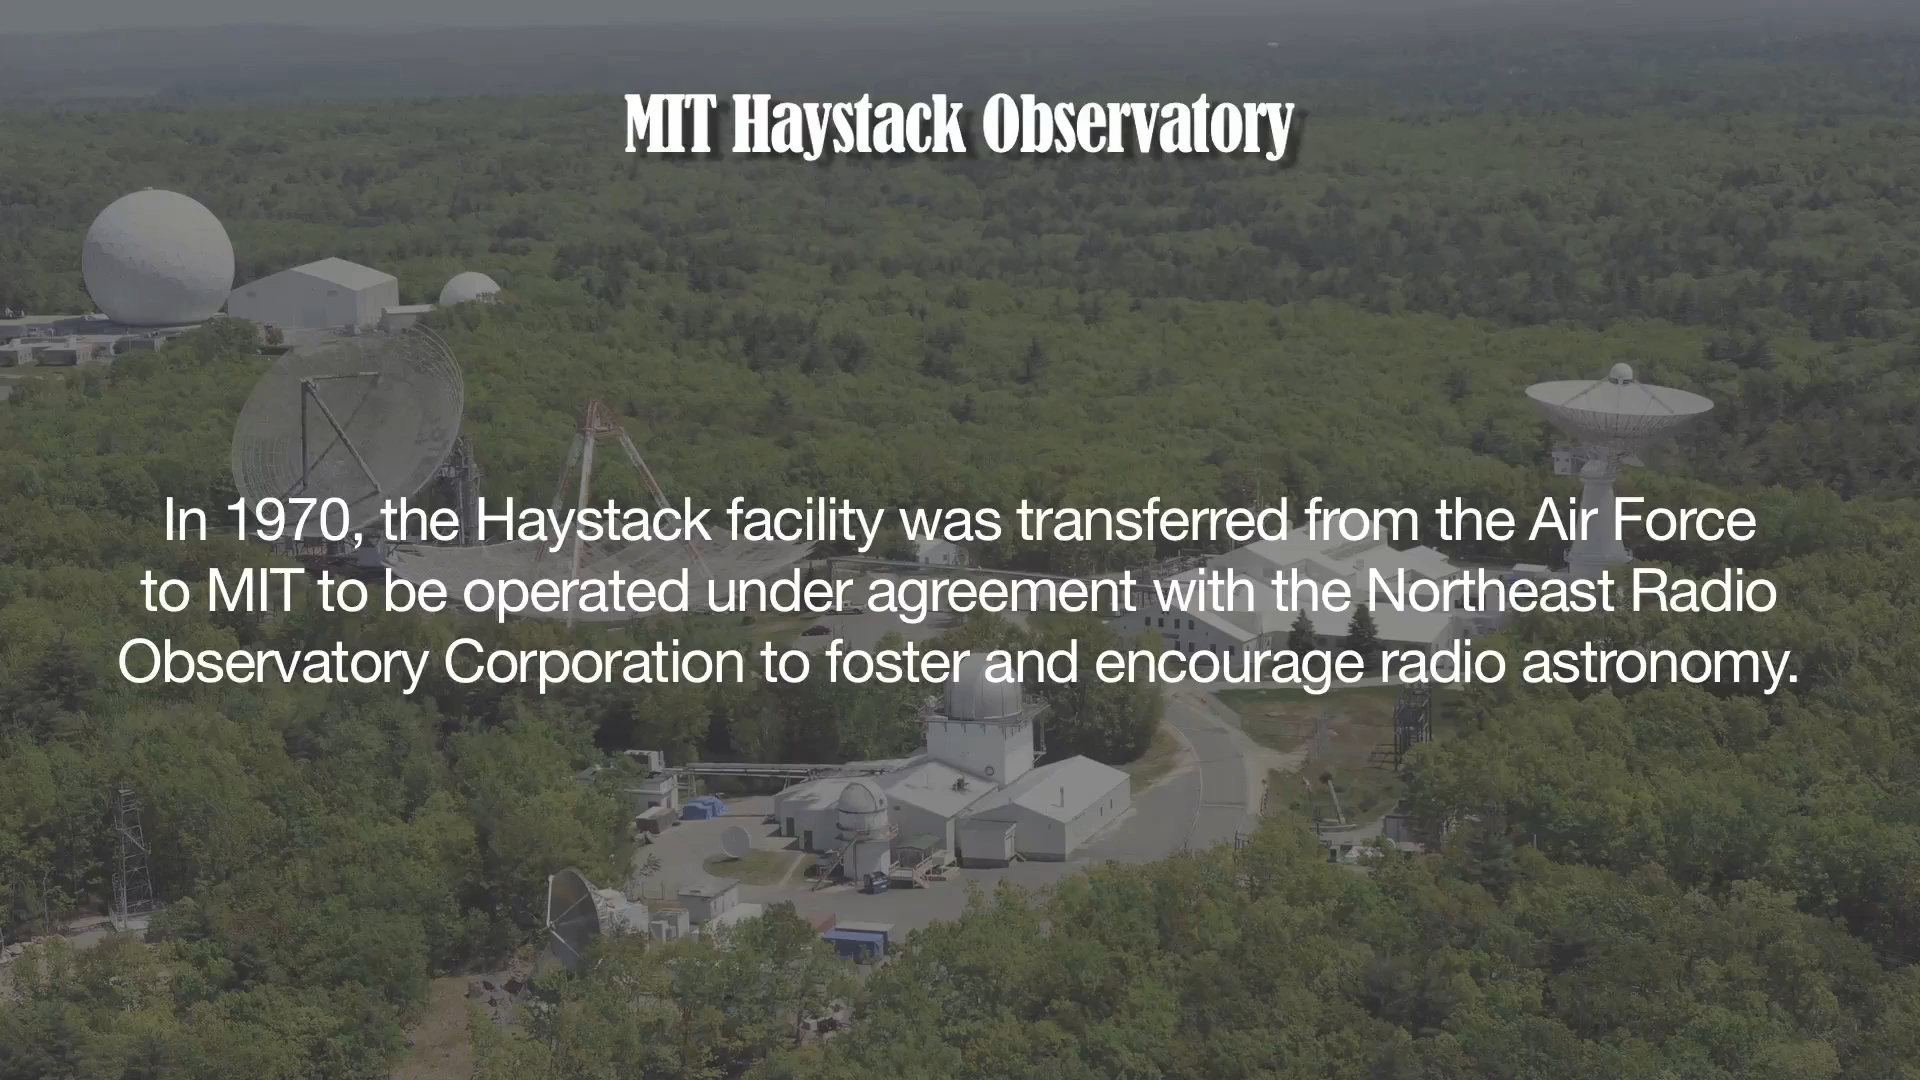 MIT Haystack Observatory
In 1970, the Haystack facility was transferred from the Air Force
to MIT to be operated under agreement with the Northeast Radio
Observatory Corporation to foster and encourage radio astronomy.